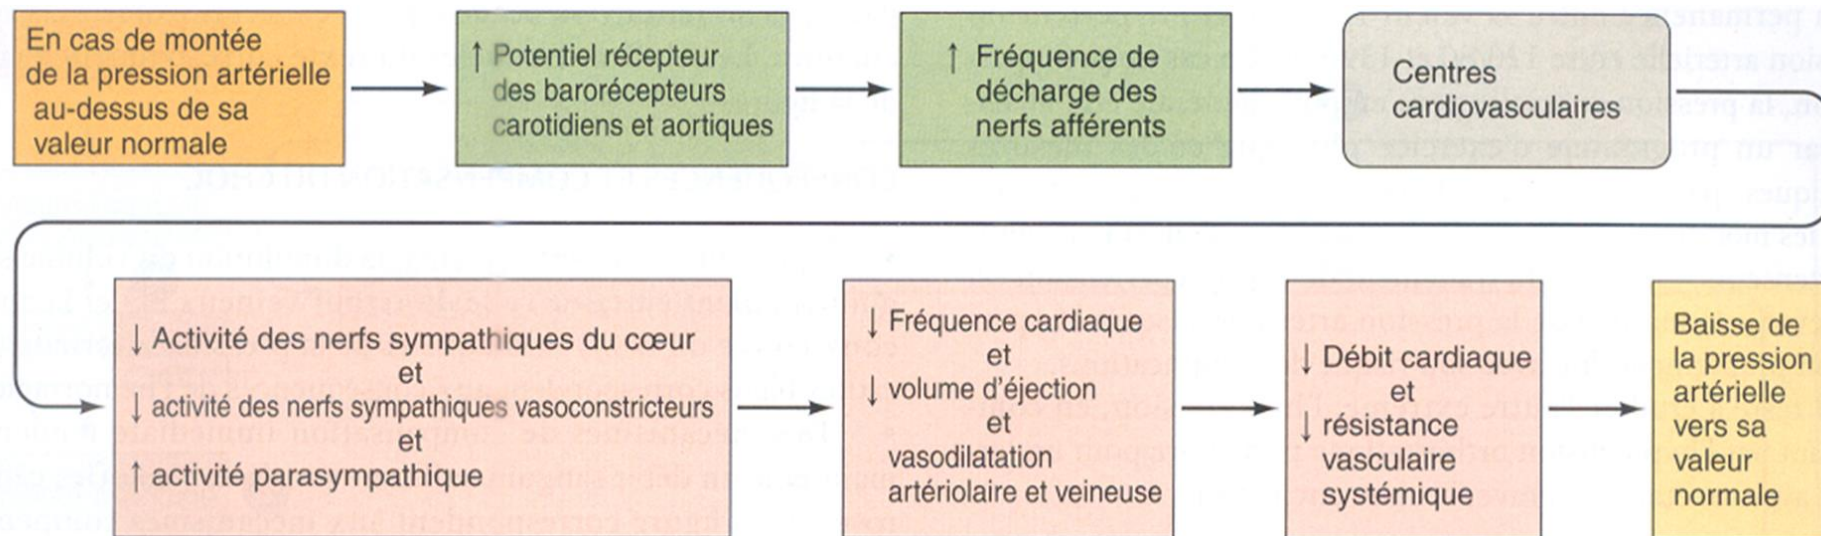 En cas de montée
de la pression artérielle
au-dessus de sa
valeur normale
↑ Potentiel récepteur
des barorécepteurs
carotidiens et aortiques
↑ Fréquence de
décharge des
nerfs afférents
Centres
cardiovasculaires
↓ Activité des nerfs sympathiques du cœur
et
↓ activité des nerfs sympathiques vasoconstricteurs
et
↑ activité parasympathique
↓ Fréquence cardiaque
et
↓ volume d'éjection
et
vasodilatation
artériolaire et veineuse
↓ Débit cardiaque
et
↓ résistance
vasculaire
systémique
Baisse de
la pression
artérielle
vers sa
valeur
normale